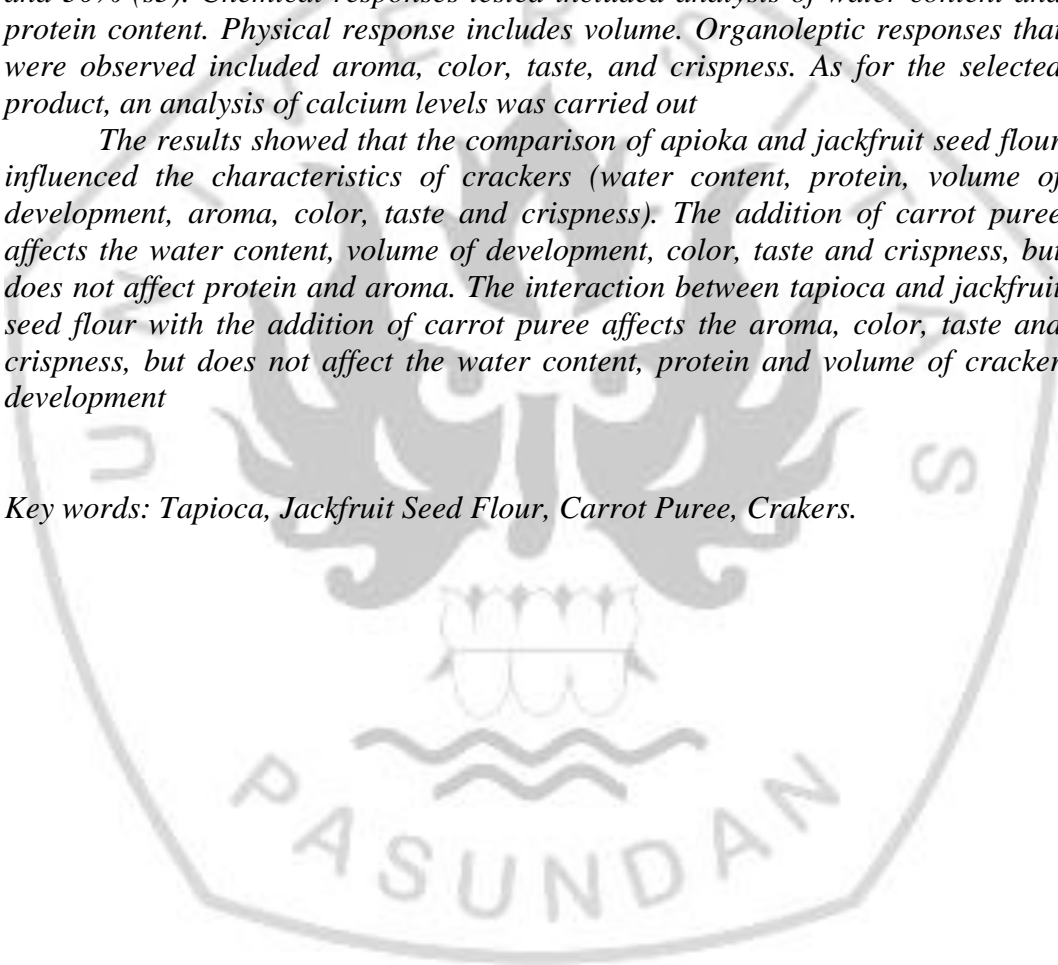 and 30% (s3). Chemical responses tested included analysis of water content and
protein content. Physical response includes volume. Organoleptic responses that
were observed included aroma, color, taste, and crispness. As for the selected
product, an analysis of calcium levels was carried out
The results showed that the comparison of apioka and jackfruit seed flour
influenced the characteristics of crackers (water content, protein, volume of
development, aroma, color, taste and crispness). The addition of carrot puree
affects the water content, volume of development, color, taste and crispness, but
does not affect protein and aroma. The interaction between tapioca and jackfruit
seed flour with the addition of carrot puree affects the aroma, color, taste and
crispness, but does not affect the water content, protein and volume of cracker
development
Key words: Tapioca, Jackfruit Seed Flour, Carrot Puree, Crakers.
UNIVERSITAS
PASUNDAN